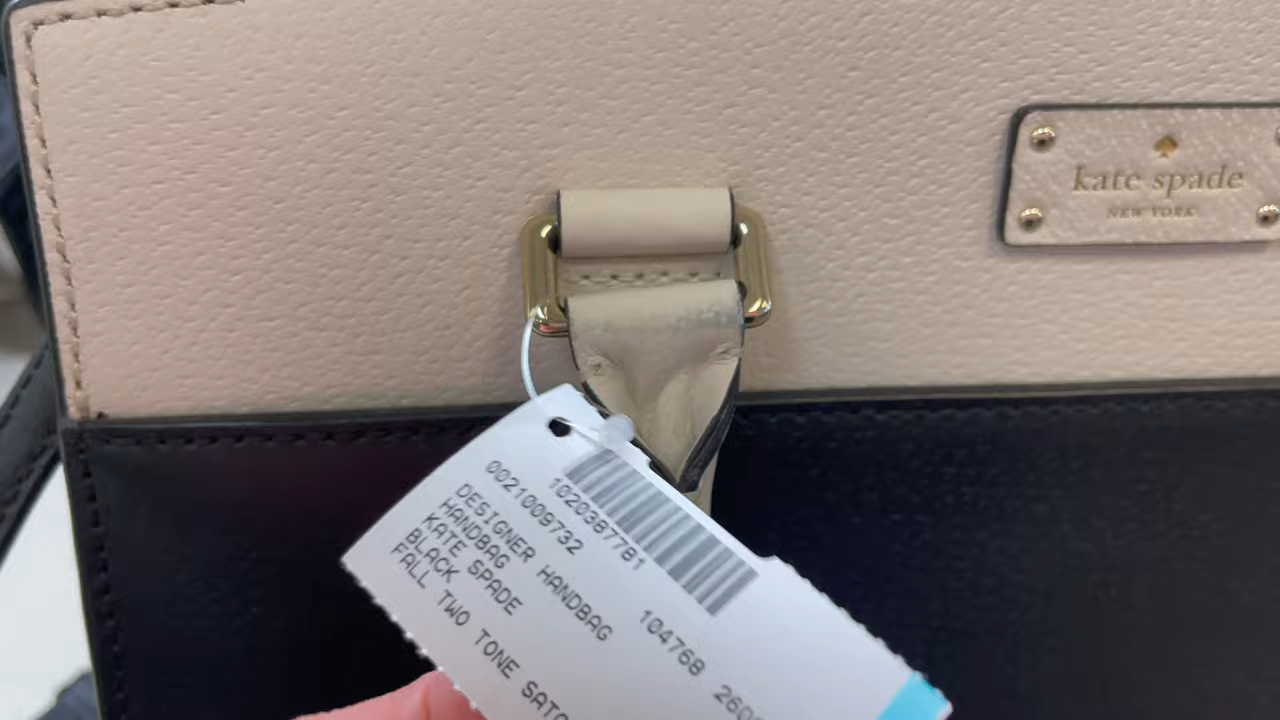 kate spade
NEW YORK
1020387781
0021009732
DESIGNER HANDBAG
HANDBAG
KATE SPADE
BLACK
FALL TWO TONE
104768